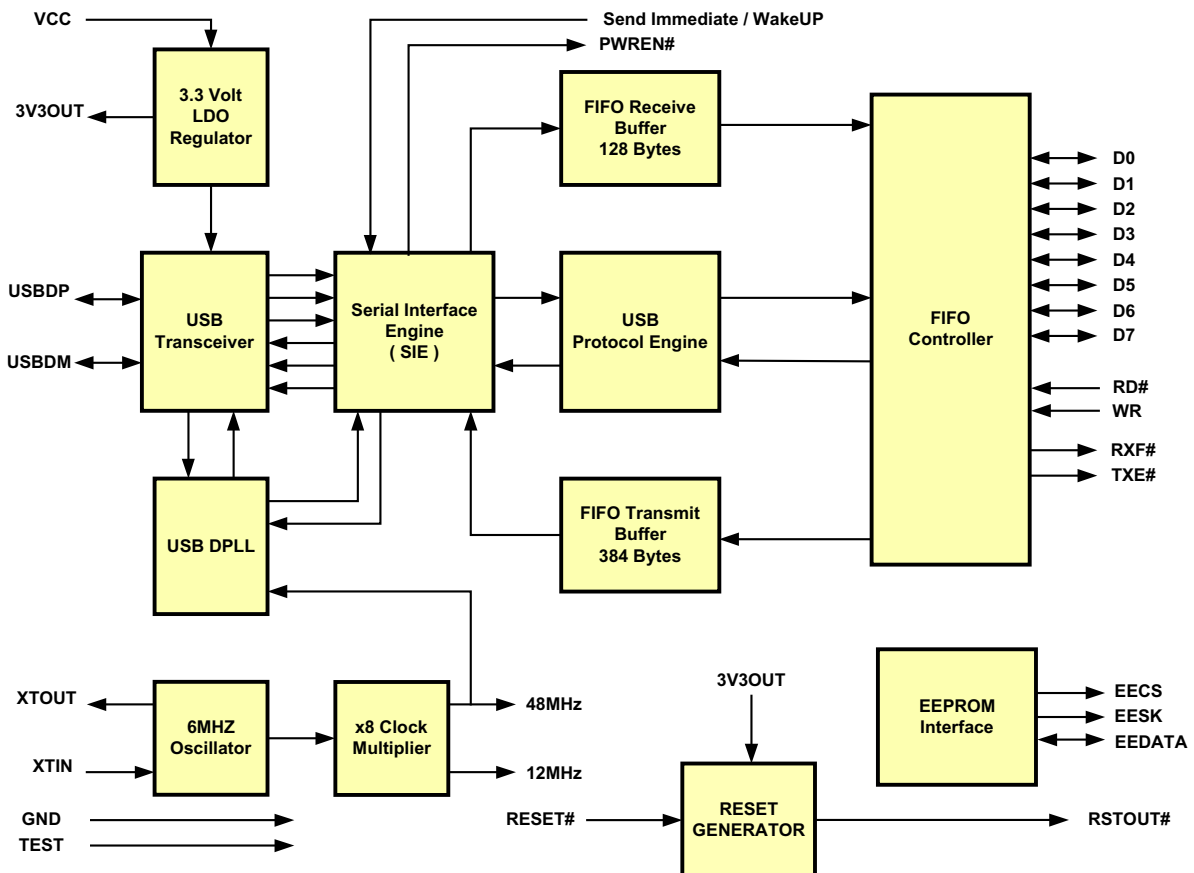 VCC
Send Immediate / WakeUP
PWREN#
3V3OUT
3.3 Volt
LDO
Regulator
FIFO Receive
Buffer
128 Bytes
USBDP
USBDM
USB
Transceiver
Serial Interface
Engine
( SIE )
USB
Protocol Engine
FIFO
Controller
D0
D1
D2
D3
D4
D5
D6
D7
RD#
WR
RXF#
TXE#
USB DPLL
FIFO Transmit
Buffer
384 Bytes
XTOUT
XTIN
6MHZ
Oscillator
x8 Clock
Multiplier
48MHz
12MHz
3V3OUT
EEPROM
Interface
EECS
EESK
EEDATA
GND
TEST
RESET#
RESET
GENERATOR
RSTOUT#